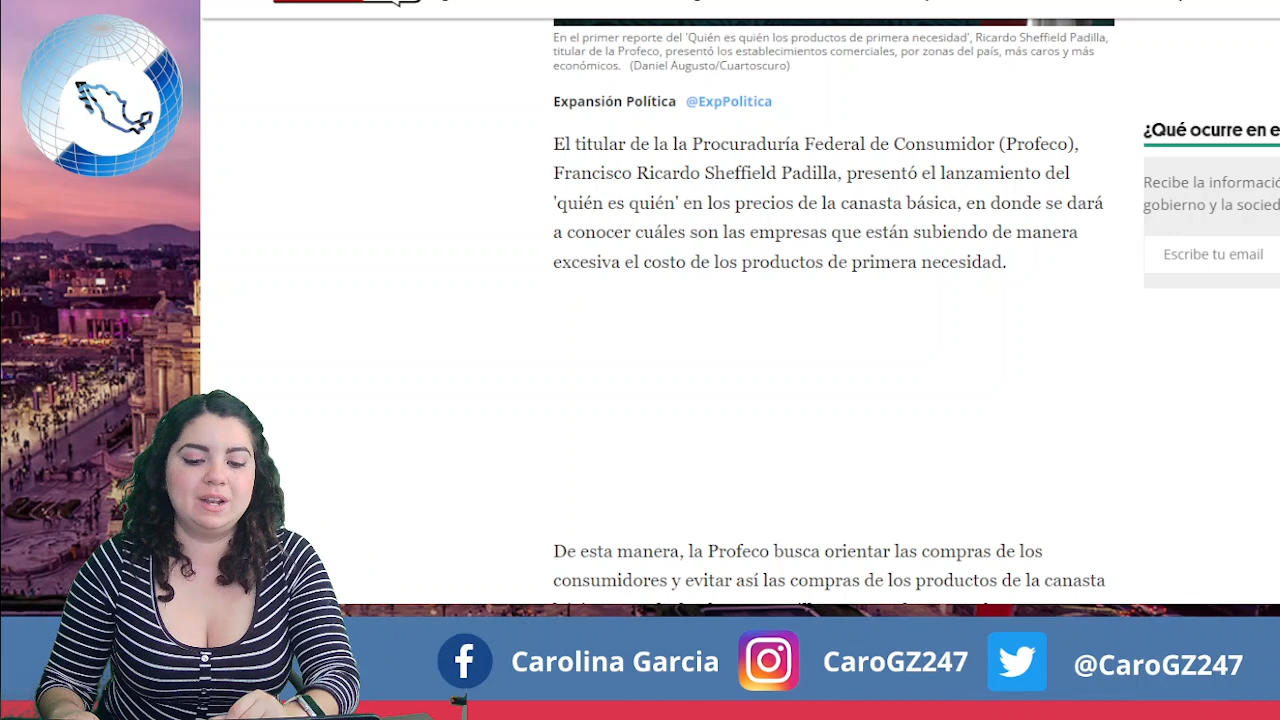 En el primer reporte del 'Quién es quién los productos de primera necesidad', Ricardo Sheffield Padilla,
titular de la Profeco, presentó los establecimientos comerciales, por zonas del país, más caros y más
económicos. (Daniel Augusto/Cuartoscuro)
Expansión Política @ExpPolitica
El titular de la la Procuraduría Federal de Consumidor (Profeco),
Francisco Ricardo Sheffield Padilla, presentó el lanzamiento del
'quién es quién' en los precios de la canasta básica, en donde se dará
a conocer cuáles son las empresas que están subiendo de manera
excesiva el costo de los productos de primera necesidad.
¿Qué ocurre en e
Recibe la informació
gobierno y la socied
Escribe tu email
De esta manera, la Profeco busca orientar las compras de los
consumidores y evitar así las compras de los productos de la canasta
Carolina Garcia
CaroGZ247
@CaroGZ247